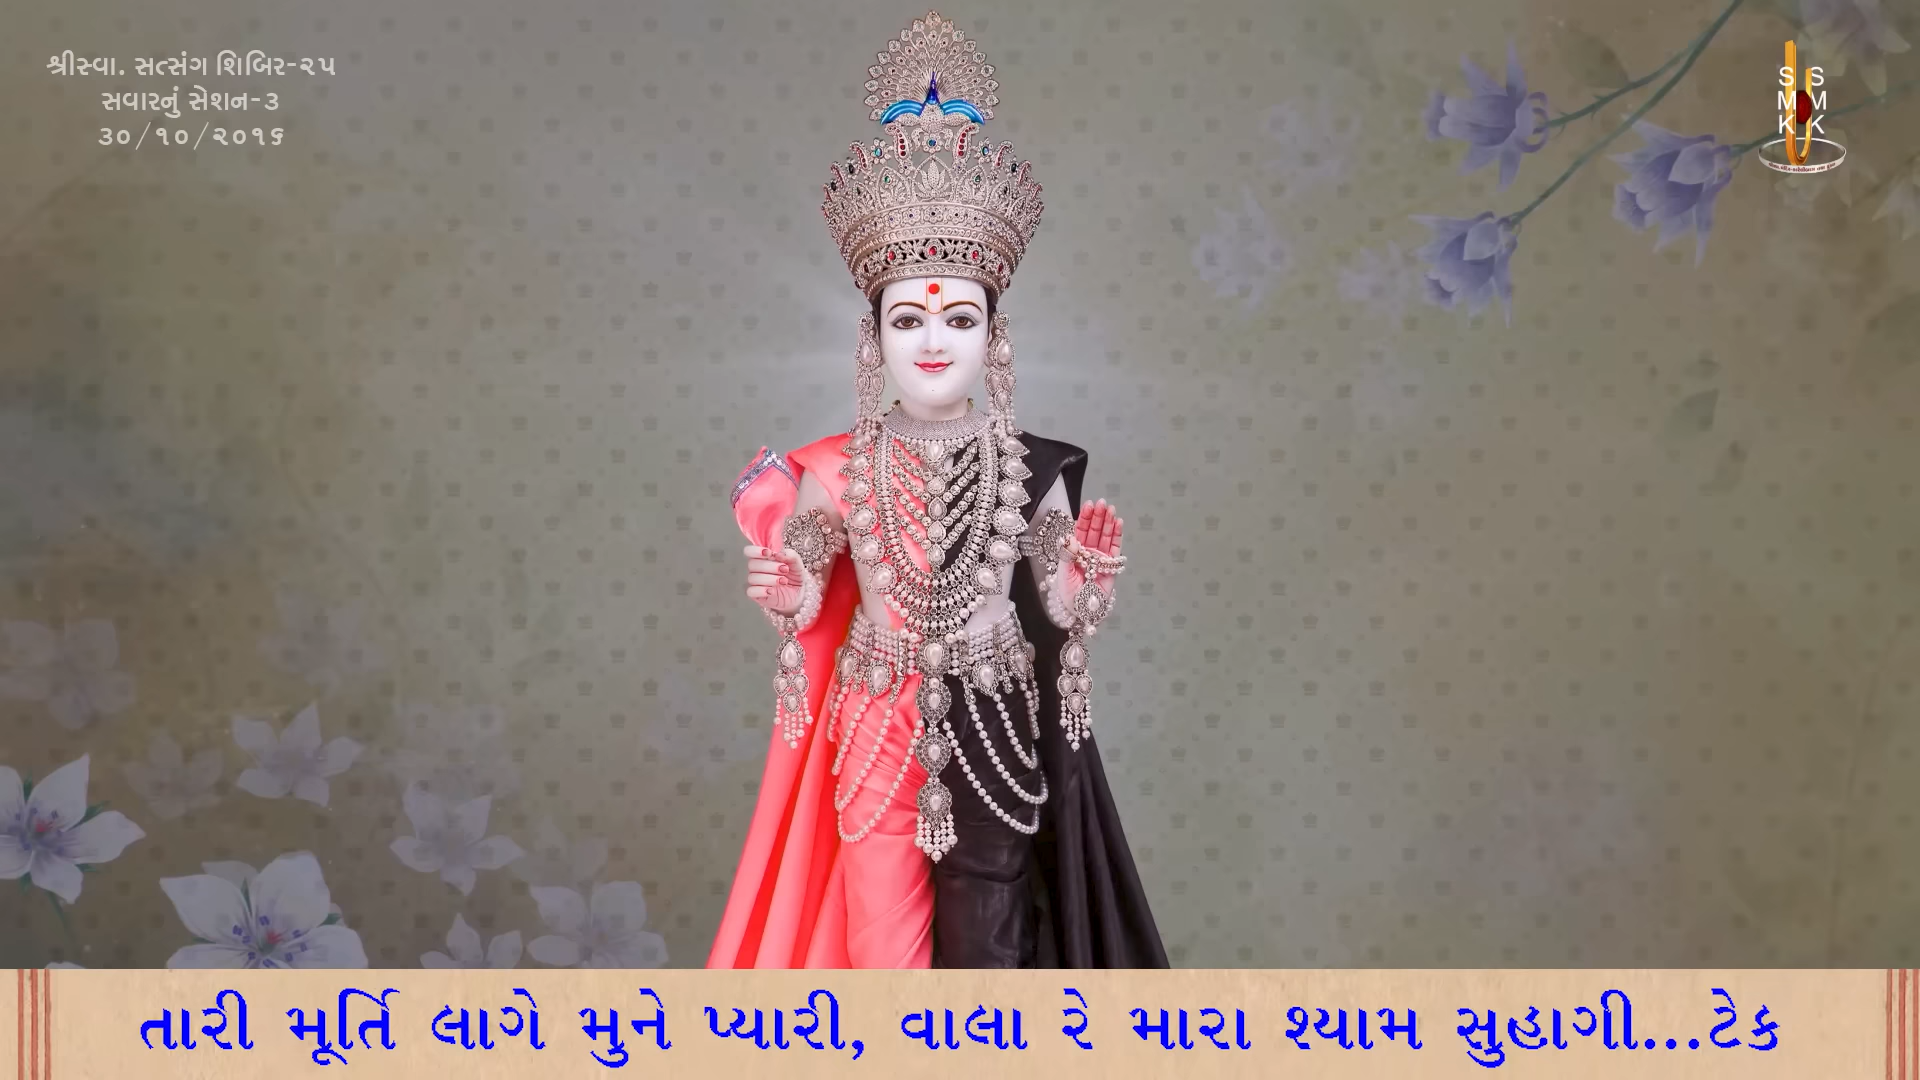 શ્રીસ્વા. સત્સંગ શિબિર-૨૫
સવારનું સેશન-૩
૩૦/૧૦/૨૦૧૬
S S
M M
K K
તારી મૂર્તિ લાગે મુને પ્યારી, વાલા રે મારા શ્યામ સુહાગી...ટેક